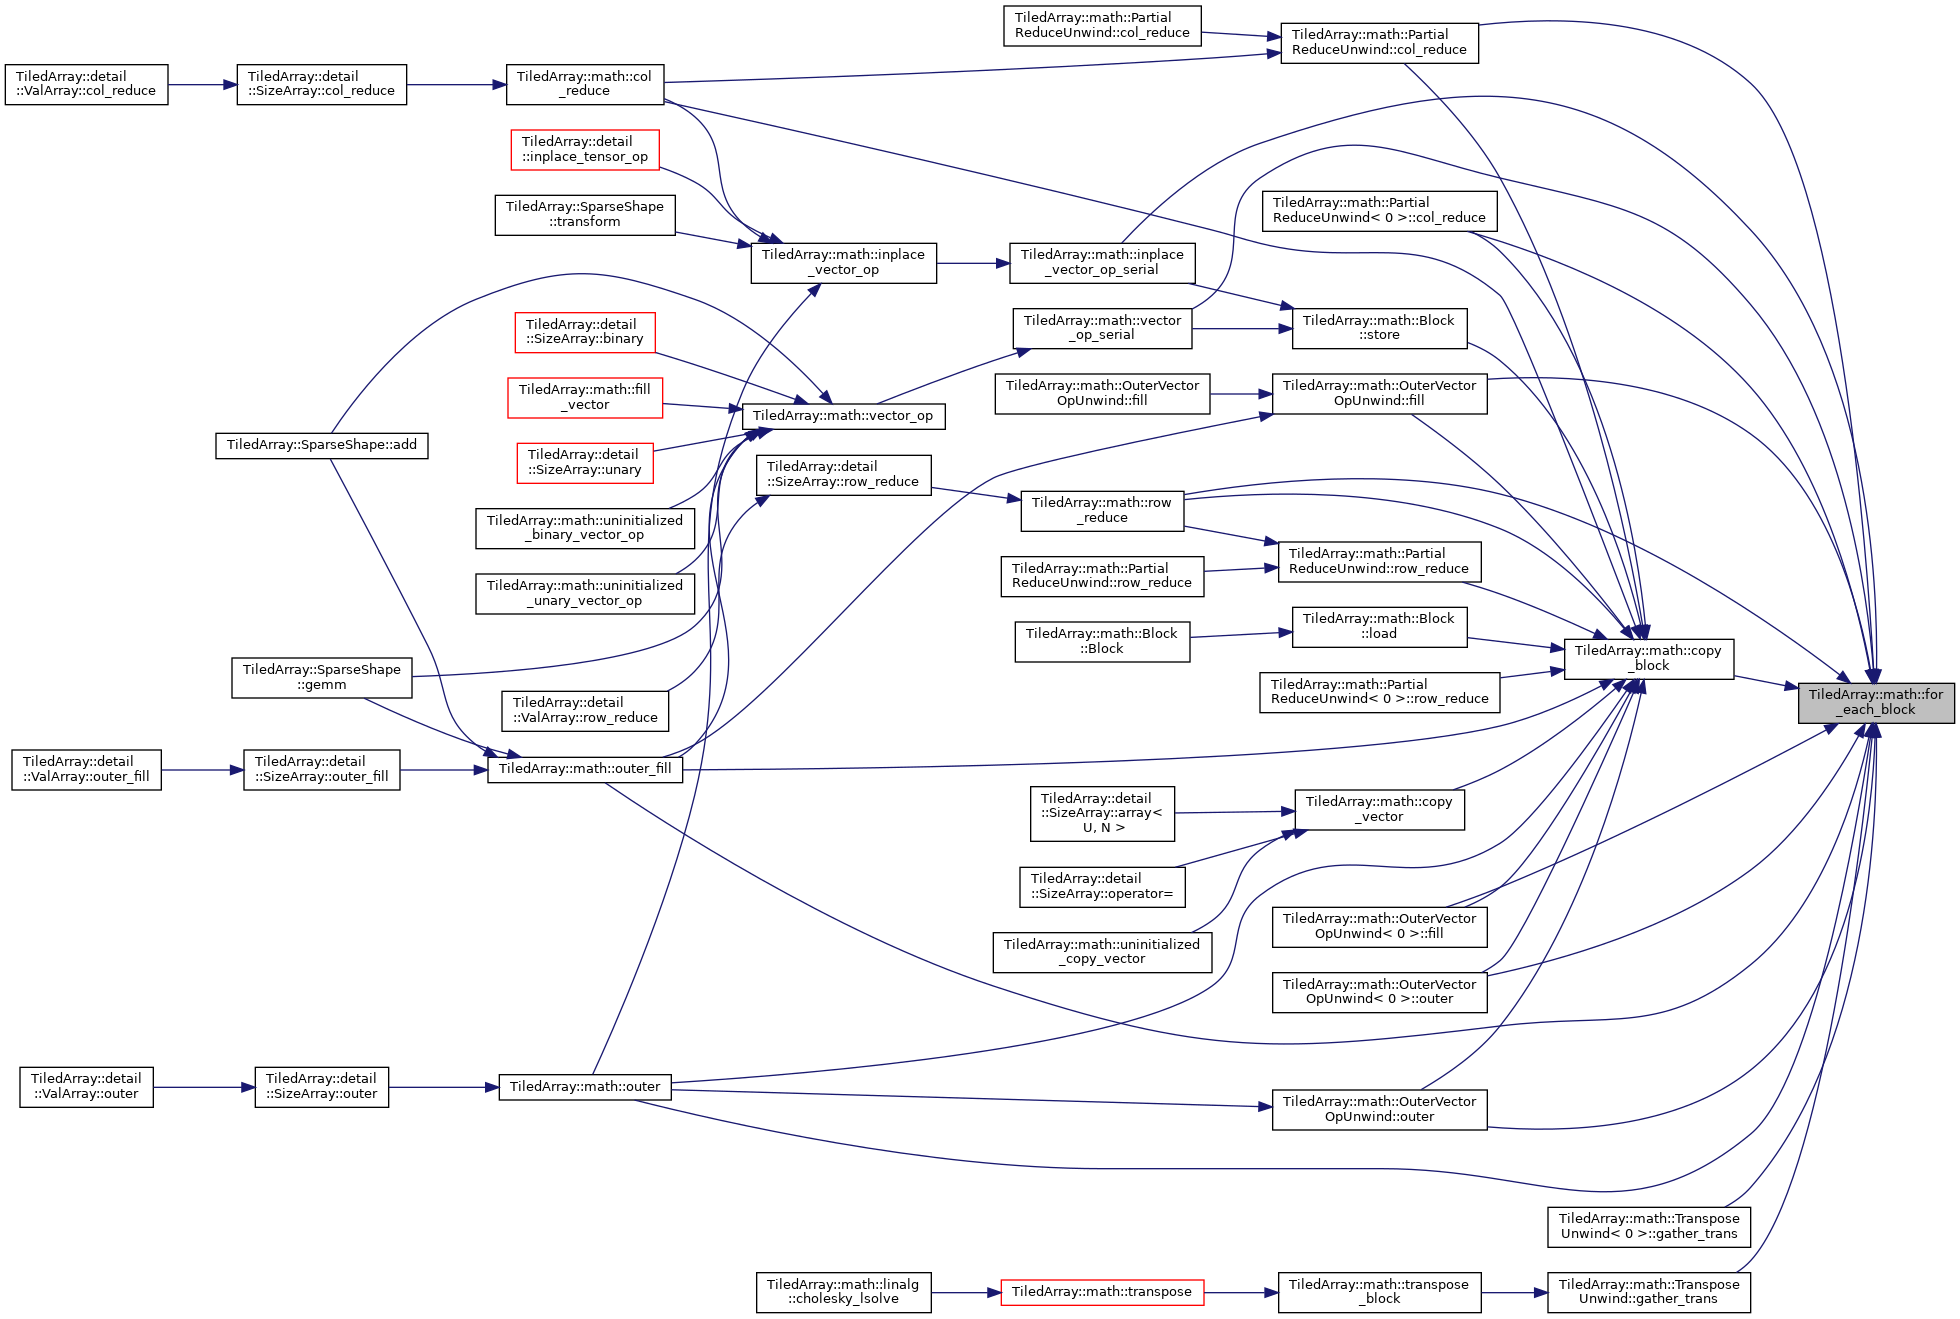 TiledArray::math::Partial
ReduceUnwind::col_reduce
TiledArray::math::Partial
ReduceUnwind::col_reduce
TiledArray::detail
::ValArray::col_reduce
TiledArray::detail
::SizeArray::col_reduce
TiledArray::math::col
_reduce
TiledArray::detail
::inplace_tensor_op
TiledArray::SparseShape
::transform
TiledArray::math::Partial
ReduceUnwind< 0 >::col_reduce
TiledArray::math::inplace
_vector_op
TiledArray::math::inplace
_vector_op_serial
TiledArray::detail
::SizeArray::binary
TiledArray::math::vector
_op_serial
TiledArray::math::Block
::store
TiledArray::math::fill
_vector
TiledArray::math::OuterVector
OpUnwind::fill
TiledArray::math::OuterVector
OpUnwind::fill
TiledArray::math::vector_op
TiledArray::SparseShape::add
TiledArray::detail
::SizeArray::unary
TiledArray::detail
::SizeArray::row_reduce
TiledArray::math::row
_reduce
TiledArray::math::uninitialized
_binary_vector_op
TiledArray::math::Partial
ReduceUnwind::row_reduce
TiledArray::math::Partial
ReduceUnwind::row_reduce
TiledArray::math::uninitialized
_unary_vector_op
TiledArray::math::Block
::load
TiledArray::math::Block
::Block
TiledArray::math::copy
_block
TiledArray::SparseShape
::gemm
TiledArray::math::Partial
ReduceUnwind< 0 >::row_reduce
TiledArray::math::for
_each_block
TiledArray::detail
::ValArray::row_reduce
TiledArray::detail
::ValArray::outer_fill
TiledArray::detail
::SizeArray::outer_fill
TiledArray::math::outer_fill
TiledArray::detail
::SizeArray::array<
U, N >
TiledArray::math::copy
_vector
TiledArray::detail
::SizeArray::operator=
TiledArray::math::OuterVector
OpUnwind< 0 >::fill
TiledArray::math::uninitialized
_copy_vector
TiledArray::math::OuterVector
OpUnwind< 0 >::outer
TiledArray::detail
::ValArray::outer
TiledArray::detail
::SizeArray::outer
TiledArray::math::outer
TiledArray::math::OuterVector
OpUnwind::outer
TiledArray::math::Transpose
Unwind< 0 >::gather_trans
TiledArray::math::linalg
::cholesky_lsolve
TiledArray::math::transpose
TiledArray::math::transpose
_block
TiledArray::math::Transpose
Unwind::gather_trans